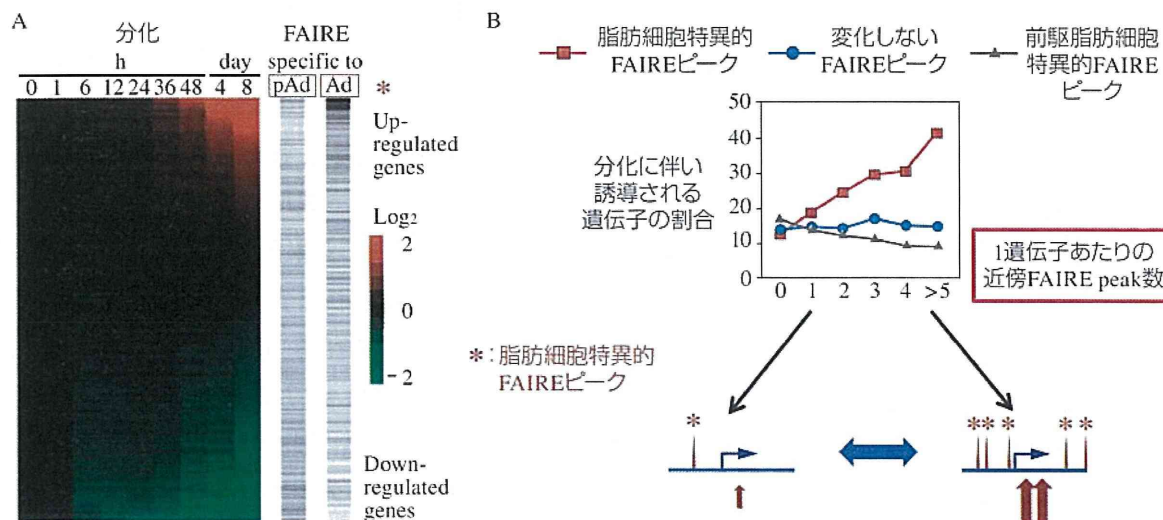 A
分化
h
day
0 1 6 12 24 36 48 4 8
FAIRE
specific to
pAd Ad *
Up-
regulated
genes
Log2
2
0
-2
Down-
regulated
genes
B
脂肪細胞特異的
FAIREピーク
変化しない
FAIREピーク
前駆脂肪細胞
特異的FAIRE
ピーク
分化に伴い
誘導される
遺伝子の割合
50
40
30
20
10
0
0 1 2 3 4 >5
1遺伝子あたりの
近傍FAIRE peak数
*:脂肪細胞特異的
FAIREピーク
*
** * * *